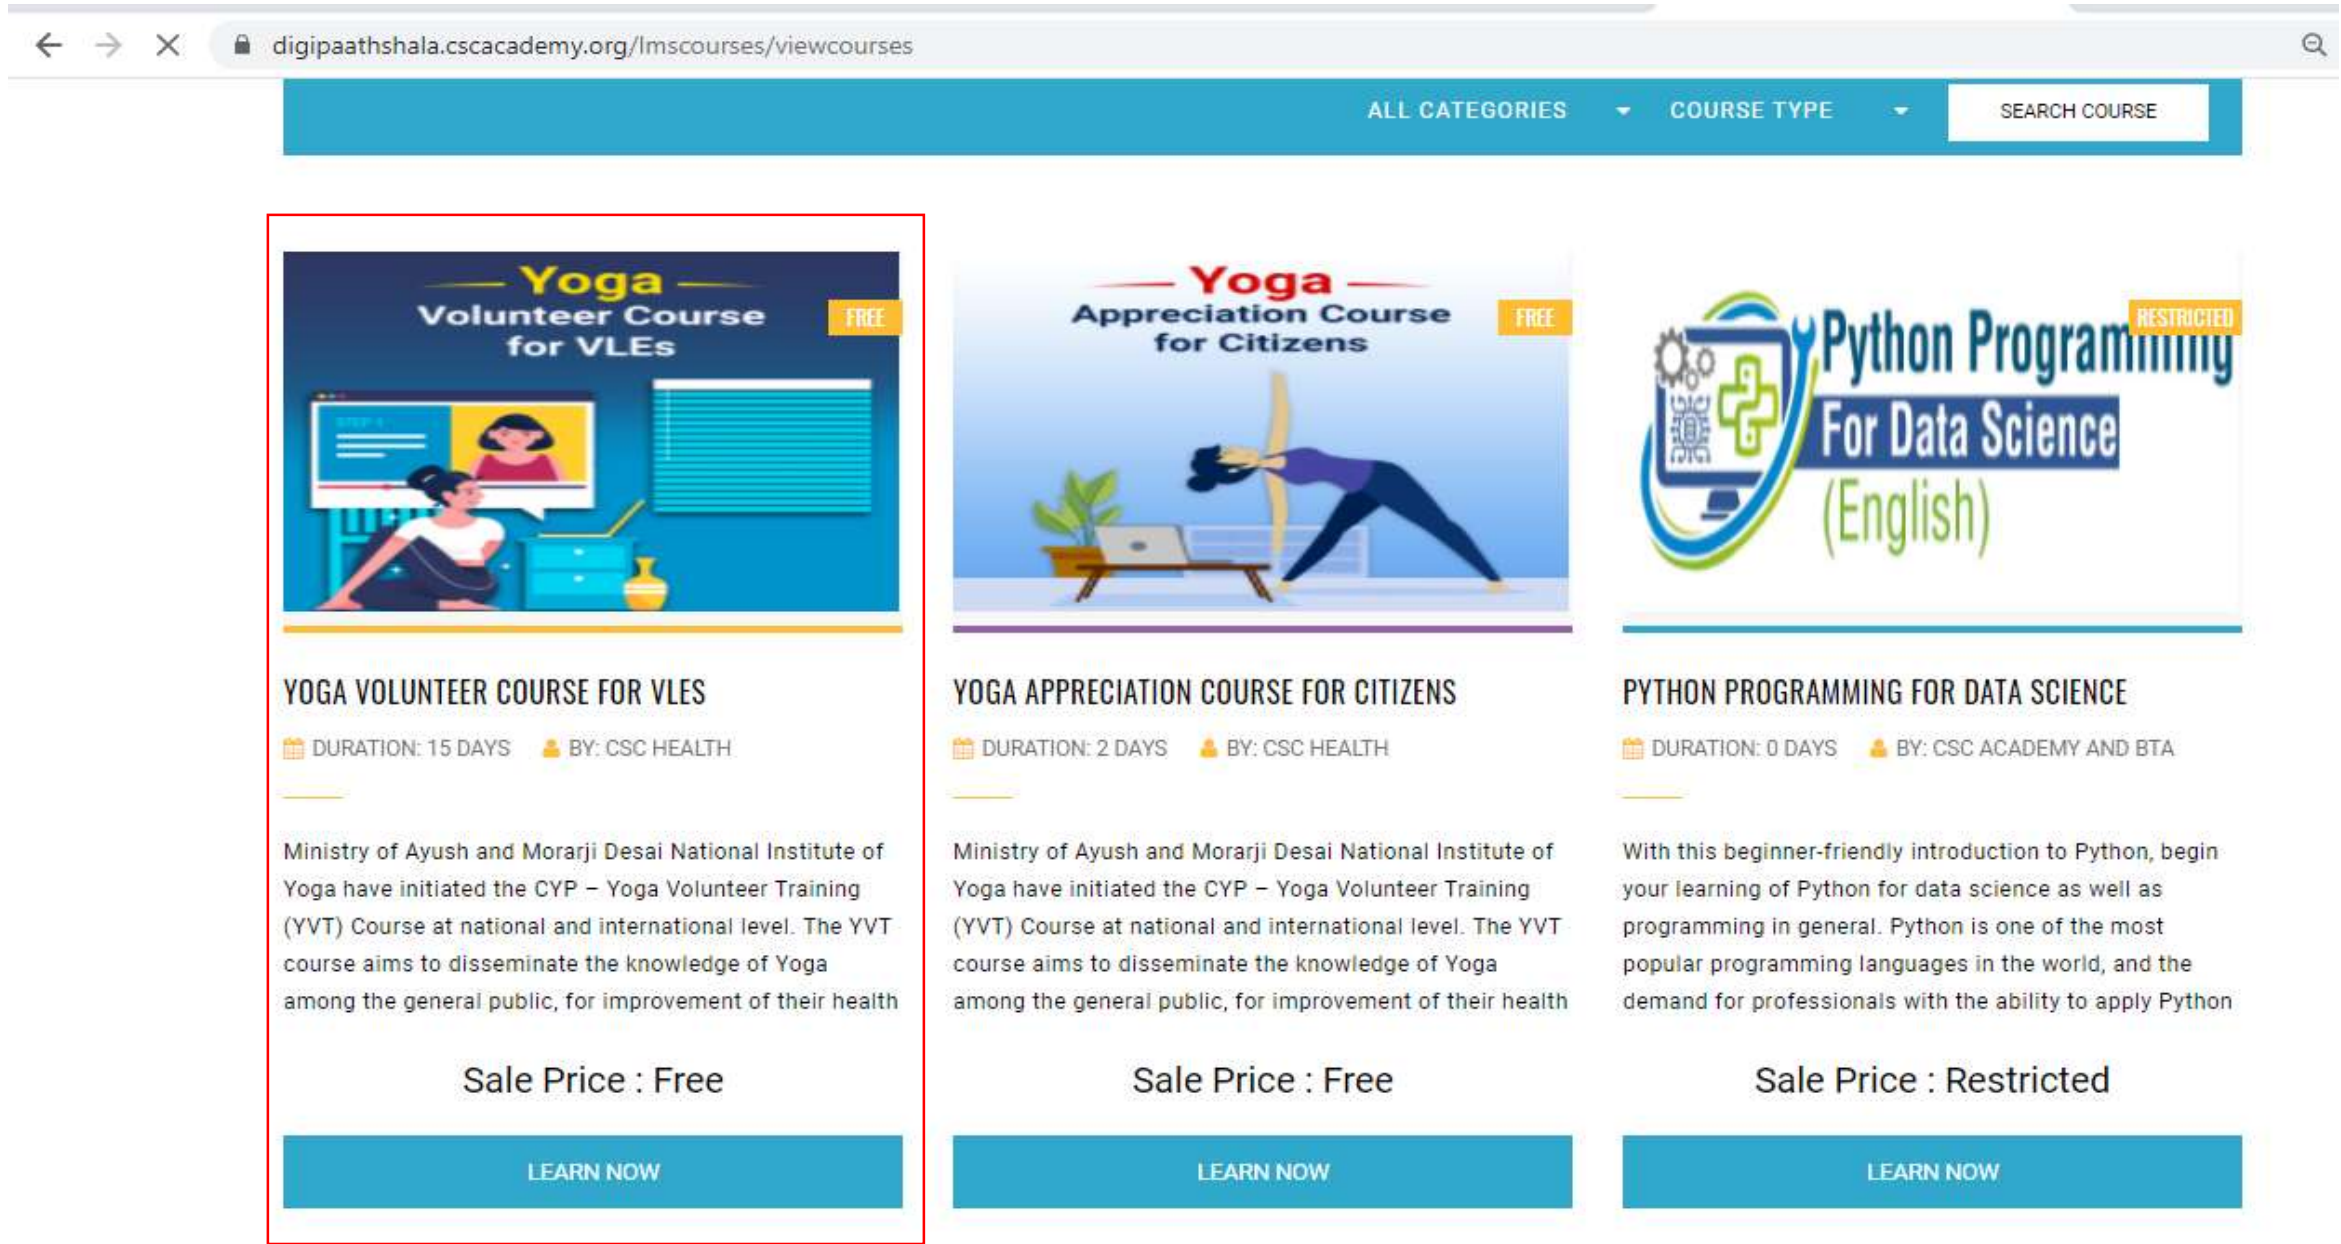 digipaathshala.cscacademy.org/lmscourses/viewcourses
ALL CATEGORIES
COURSE TYPE
SEARCH COURSE
Yoga
Volunteer Course
for VLEs
FREE
STEP-1
YOGA VOLUNTEER COURSE FOR VLES
DURATION: 15 DAYS BY: CSC HEALTH
Ministry of Ayush and Morarji Desai National Institute of
Yoga have initiated the CYP – Yoga Volunteer Training
(YVT) Course at national and international level. The YVT
course aims to disseminate the knowledge of Yoga
among the general public, for improvement of their health
Sale Price : Free
LEARN NOW
Yoga
Appreciation Course
for Citizens
FREE
YOGA APPRECIATION COURSE FOR CITIZENS
DURATION: 2 DAYS BY: CSC HEALTH
Ministry of Ayush and Morarji Desai National Institute of
Yoga have initiated the CYP – Yoga Volunteer Training
(YVT) Course at national and international level. The YVT
course aims to disseminate the knowledge of Yoga
among the general public, for improvement of their health
Sale Price : Free
LEARN NOW
RESTRICTED
Python Programming
For Data Science
(English)
PYTHON PROGRAMMING FOR DATA SCIENCE
DURATION: 0 DAYS BY: CSC ACADEMY AND BTA
With this beginner-friendly introduction to Python, begin
your learning of Python for data science as well as
programming in general. Python is one of the most
popular programming languages in the world, and the
demand for professionals with the ability to apply Python
Sale Price : Restricted
LEARN NOW